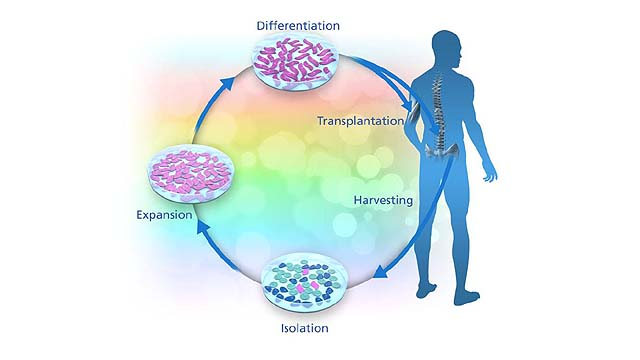 Differentiation
Transplantation
Harvesting
Expansion
Isolation